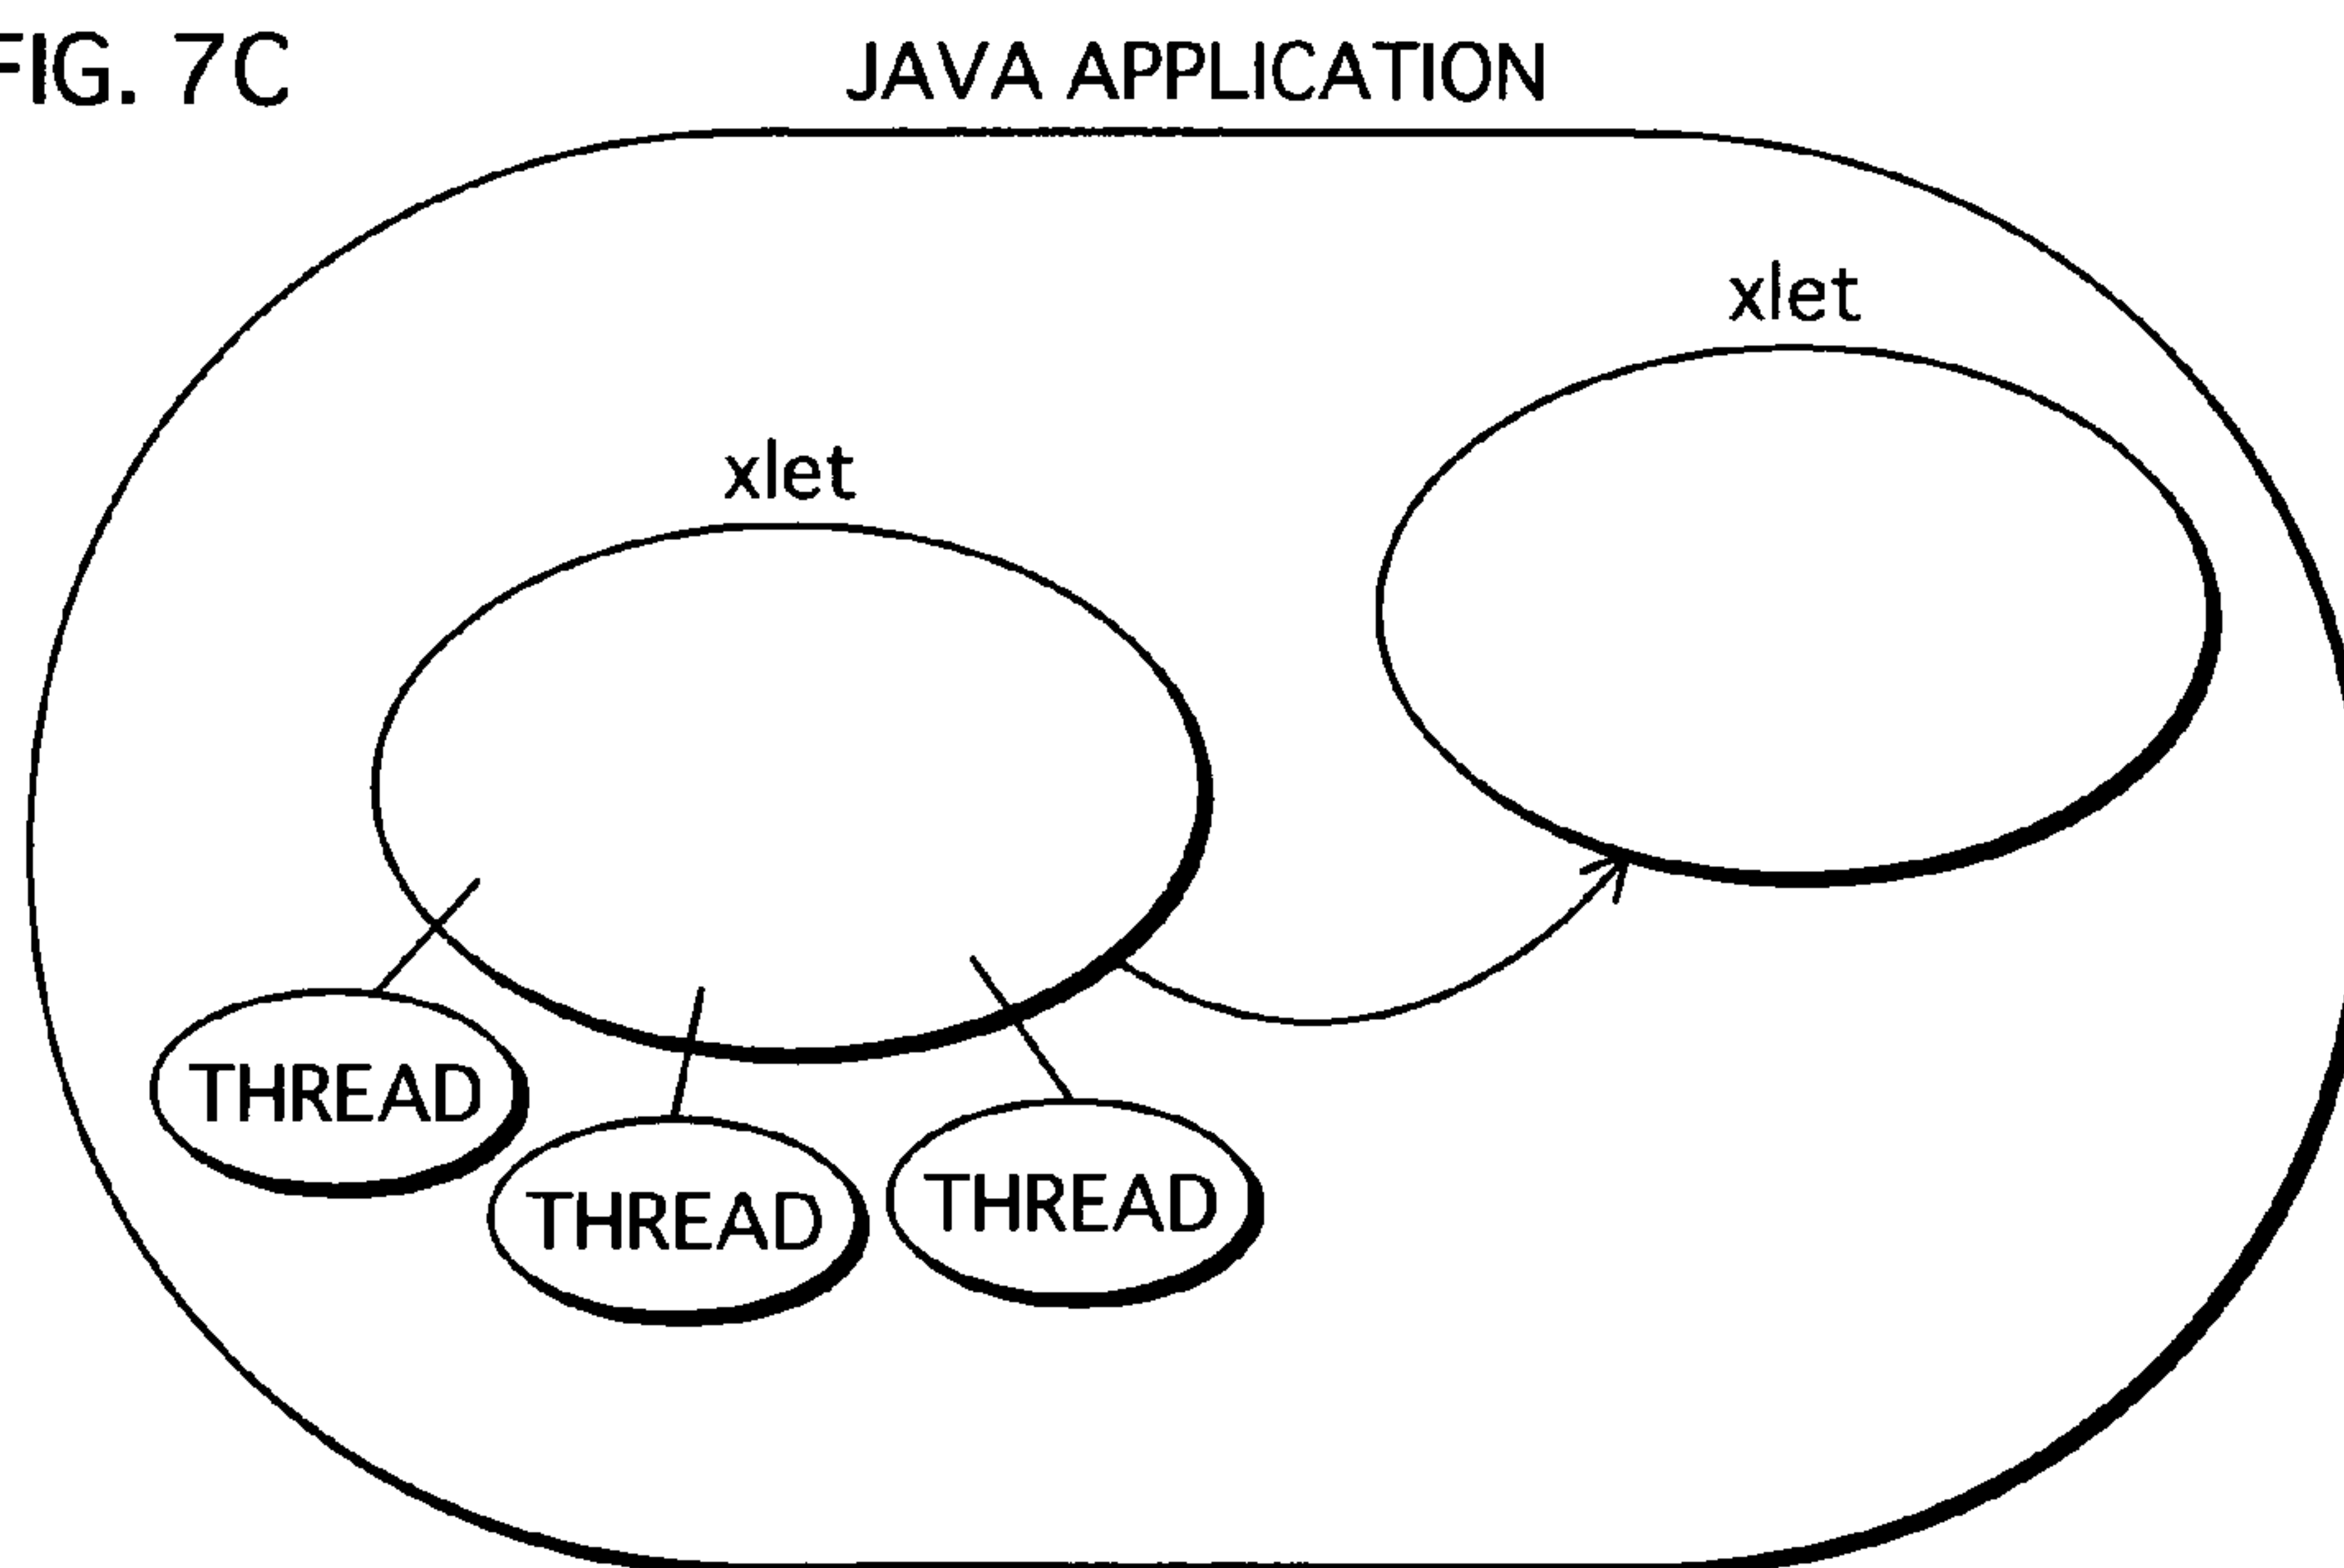 FIG. 7C
JAVA APPLICATION
xlet
xlet
THREAD
THREAD
THREAD